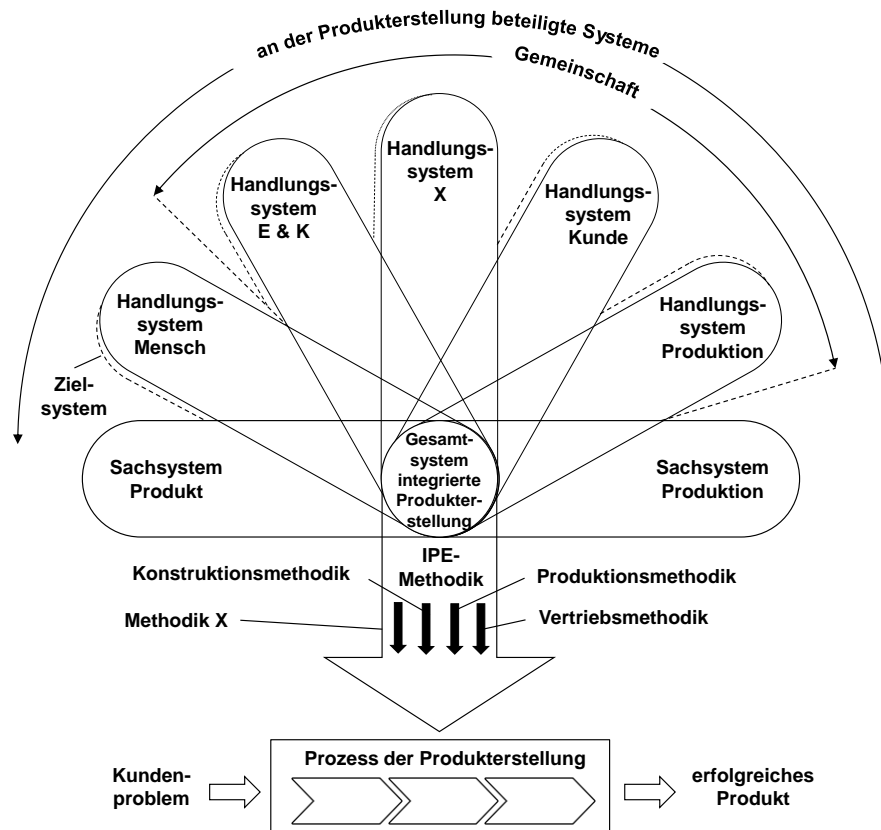 an der Produkterstellung beteiligte Systeme
Gemeinschaft
Handlungs-
system
X
Handlungs-
system
E & K
Handlungs-
system
Kunde
Handlungs-
system
Mensch
Handlungs-
system
Produktion
Ziel-
system
Sachsystem
Produkt
Gesamt-
system
integrierte
Produkter-
stellung
Sachsystem
Produktion
IPE-
Methodik
Konstruktionsmethodik
Produktionsmethodik
Methodik X
Vertriebsmethodik
Prozess der Produkterstellung
Kunden-
problem
erfolgreiches
Produkt